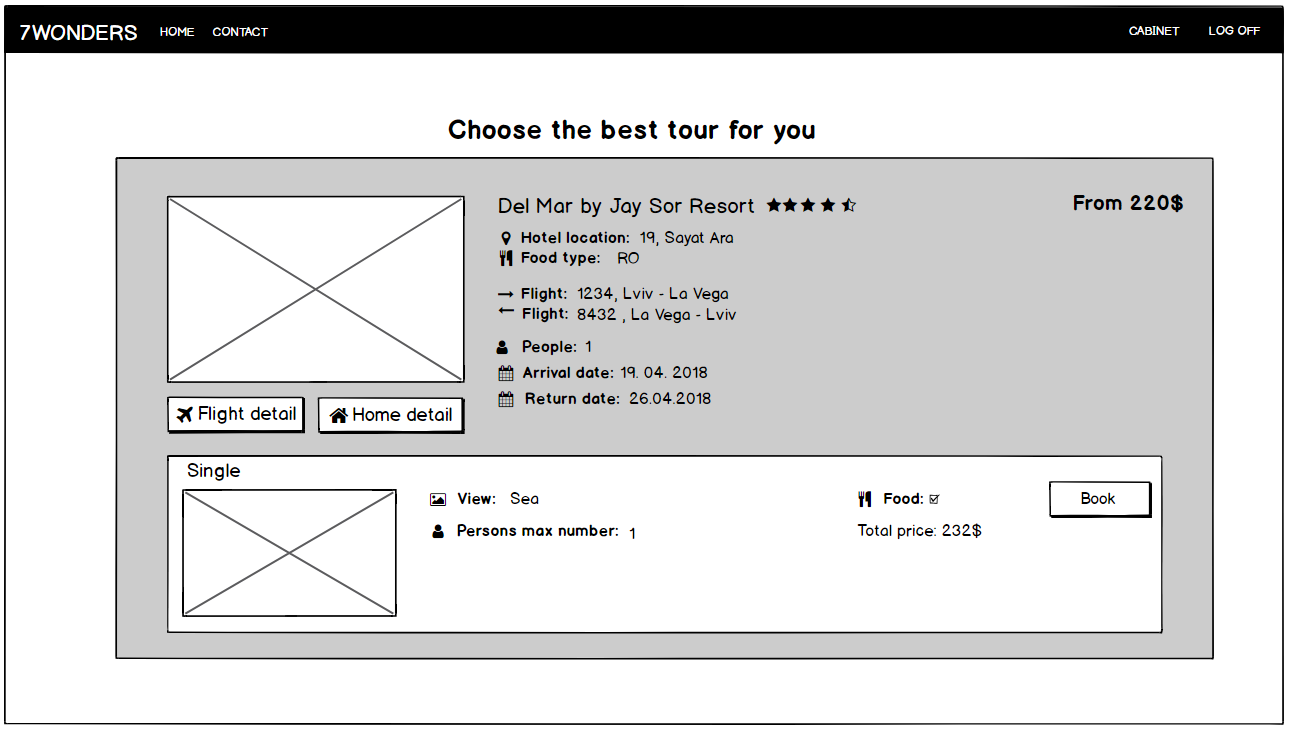 7WONDERS HOME CONTACT CABINET LOG OFF
Choose the best tour for you
Del Mar by Jay Sor Resort
From 220$
Hotel location: 19, Sayat Ara
Food type: RO
Flight: 1234, Lviv - La Vega
Flight: 8432 , La Vega - Lviv
People: 1
Arrival date: 19. 04. 2018
Return date: 26.04.2018
Flight detail
Home detail
Single
View: Sea
Persons max number: 1
Food:
Total price: 232$
Book